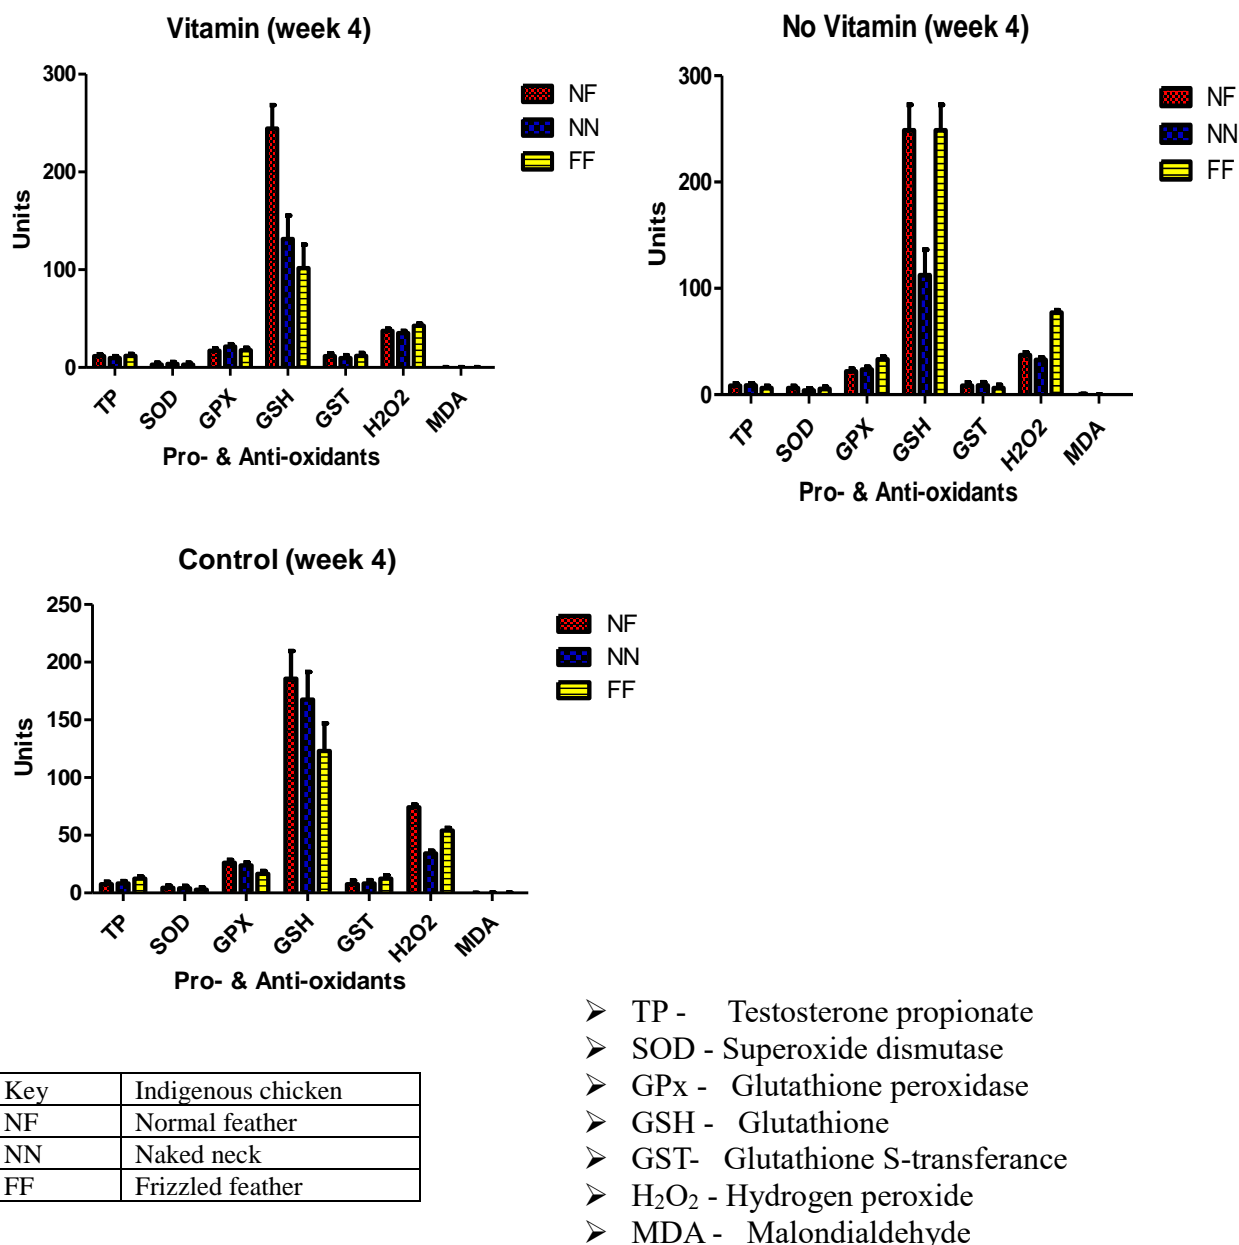 Vitamin (week 4)
300
200
100
0
Units
TP
SOD
GPX
GSH
GST
H2O2
MDA
Pro- & Anti-oxidants
NF
NN
FF
No Vitamin (week 4)
300
200
100
0
Units
TP
SOD
GPX
GSH
GST
H2O2
MDA
Pro- & Anti-oxidants
NF
NN
FF
Control (week 4)
250
200
150
100
50
0
Units
TP
SOD
GPX
GSH
GST
H2O2
MDA
Pro- & Anti-oxidants
NF
NN
FF
Key Indigenous chicken
NF Normal feather
NN Naked neck
FF Frizzled feather
➢ TP - Testosterone propionate
➢ SOD - Superoxide dismutase
➢ GPx - Glutathione peroxidase
➢ GSH - Glutathione
➢ GST- Glutathione S-transferance
➢ H₂O₂ - Hydrogen peroxide
➢ MDA - Malondialdehyde